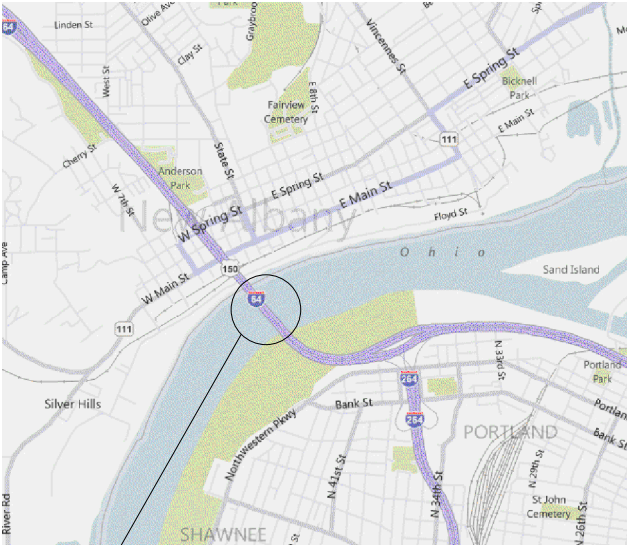 64
Linden St
Olive Ave
Park
Clay St
Vincennes St
E Spring St
West St
E 8th St
Fairview
Cemetery
Bicknell
Park
E Main St
111
Cherry St
State St
Anderson
Park
W 7th St
E Spring St
E Main St
New Albany
W Spring St
Floyd St
Camp Ave
Ohio
150
Sand Island
W Main St
64
111
N 33rd St
Portland
Park
264
Silver Hills
Bank St
264
Northwestern Pkwy
PORTLAND
Bank St
N 41st St
N 34th St
N 29th St
River Rd
St John
Cemetery
N 26th St
SHAWNEE